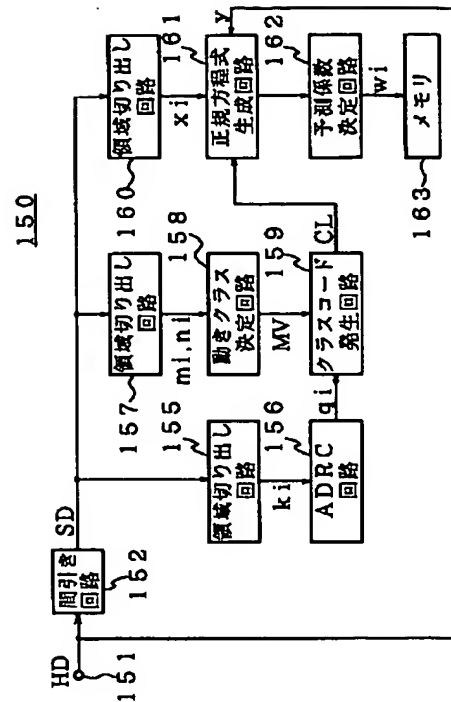 150
HD
151
間引き
回路
152
SD
領域切り出し
回路
155
ki
ADRC
回路
156
qi
領域切り出し
回路
157
mi,ni
動きクラス
決定回路
158
MV
クラスコード
発生回路
159
CL
領域切り出し
回路
160
xi
正規方程式
生成回路
161
y
予測係数
決定回路
162
wi
メモリ
163